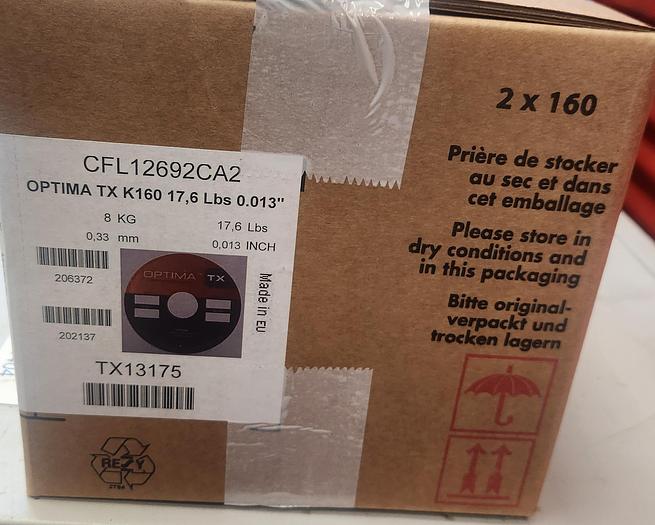 2 x 160
Prière de stocker
au sec et dans
cet emballage
Please store in
dry conditions and
in this packaging
Bitte original-
verpackt und
trocken lagern
CFL12692CA2
OPTIMA TX K160 17,6 Lbs 0.013"
8 KG 17,6 Lbs
0,33 mm 0,013 INCH
206372
OPTIMA TX
Made in EU
202137
TX13175
RESY